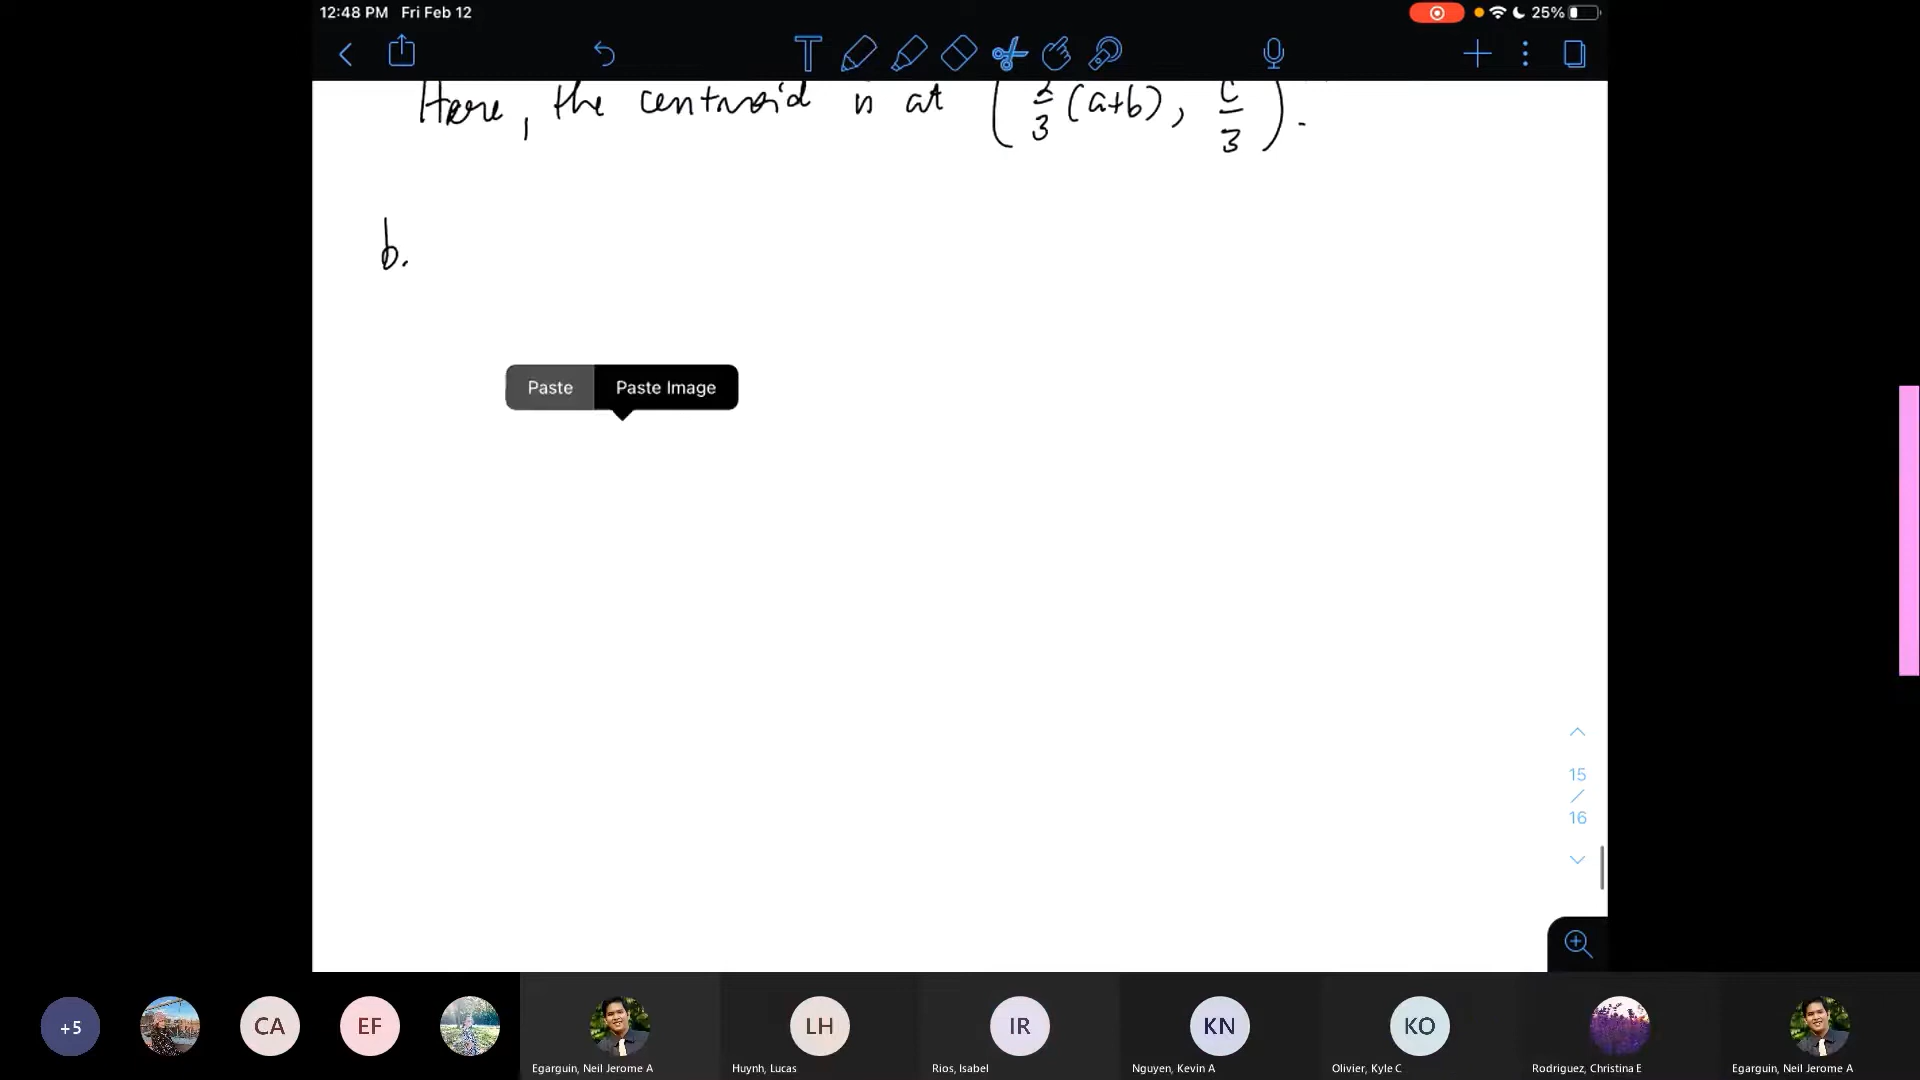 12:48 PM Fri Feb 12
25%
Here, the centroid is at (2/3 (a+b), c/3).
b.
Paste Paste Image
15
/
16
+5
CA
EF
LH
IR
KN
KO
Egarguin, Neil Jerome A
Huynh, Lucas
Rios, Isabel
Nguyen, Kevin A
Olivier, Kyle C
Rodriguez, Christina E
Egarguin, Neil Jerome A